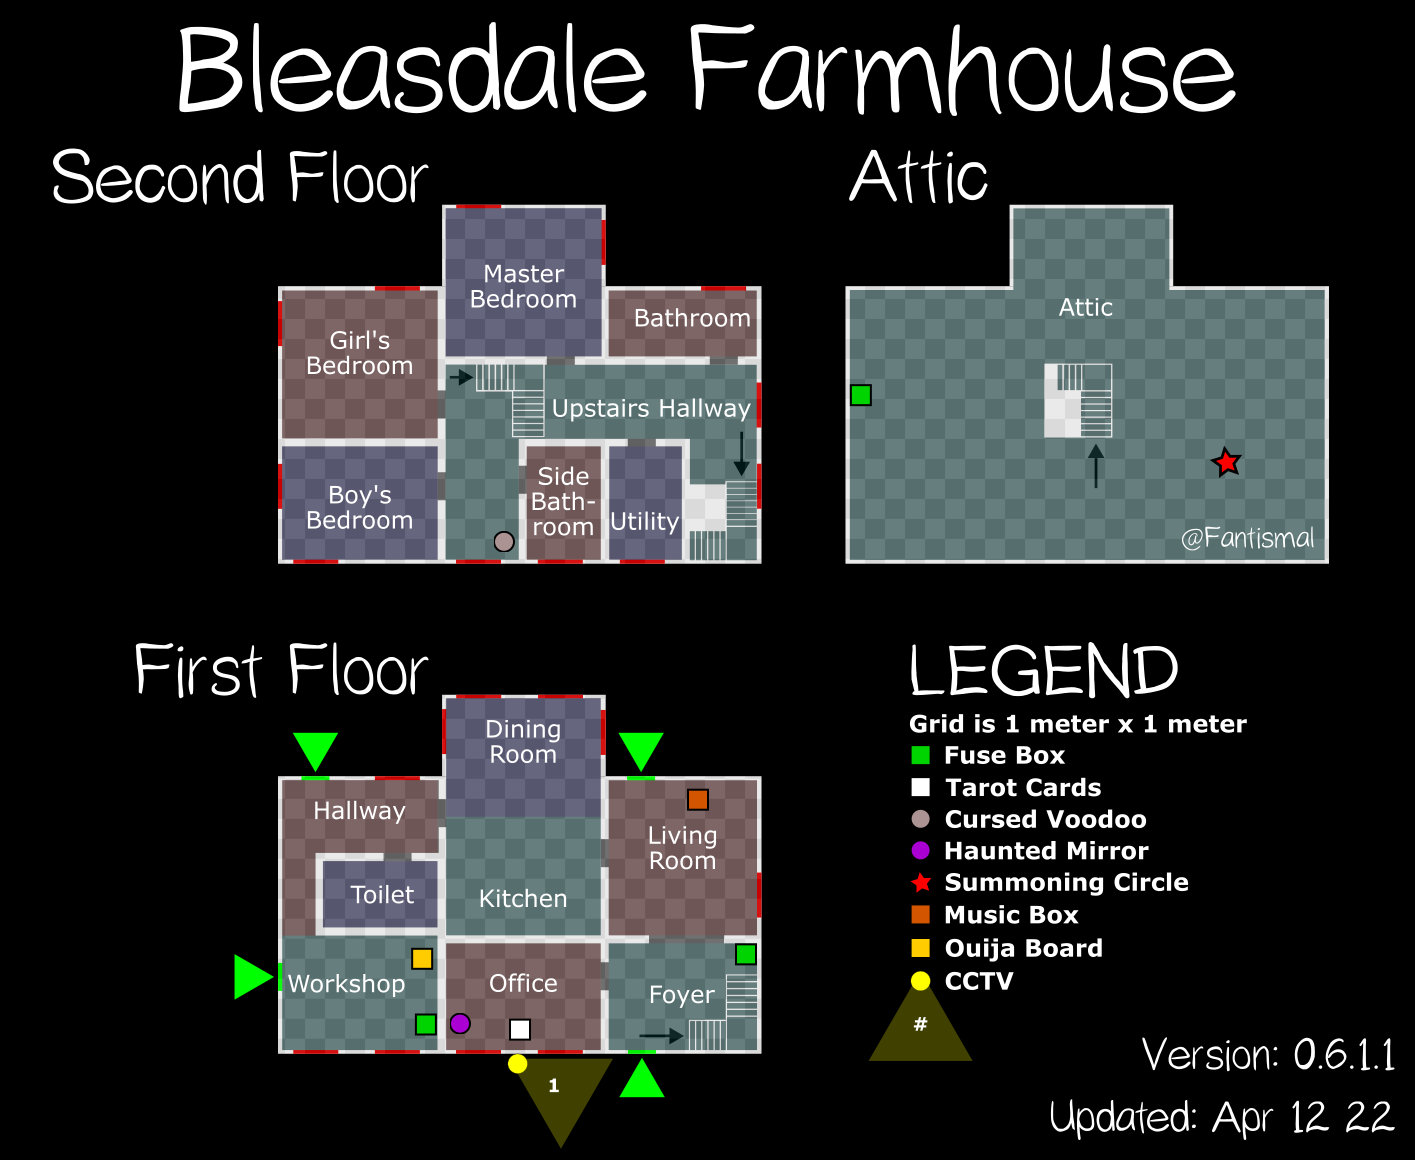 Bleasdale Farmhouse
Second Floor
Attic
Master
Bedroom
Girl's
Bedroom
Bathroom
Upstairs Hallway
Boy's
Bedroom
Side
Bath-
room
Utility
Attic
@Fantismal
First Floor
Dining
Room
Hallway
Living
Room
Toilet
Kitchen
Workshop
Office
Foyer
1
LEGEND
Grid is 1 meter x 1 meter
Fuse Box
Tarot Cards
Cursed Voodoo
Haunted Mirror
Summoning Circle
Music Box
Ouija Board
CCTV
#
Version: 0.6.1.1
Updated: Apr 12 22